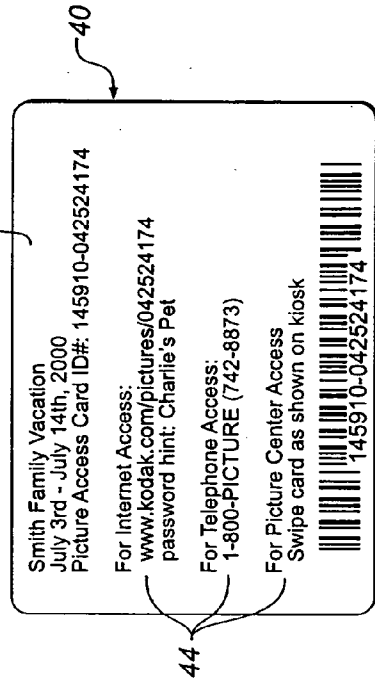 Smith Family Vacation
July 3rd - July 14th, 2000
Picture Access Card ID#: 145910-042524174
For Internet Access:
www.kodak.com/pictures/042524174
password hint: Charlie's Pet
For Telephone Access:
1-800-PICTURE (742-8873)
For Picture Center Access
Swipe card as shown on kiosk
145910-042524174
40
44